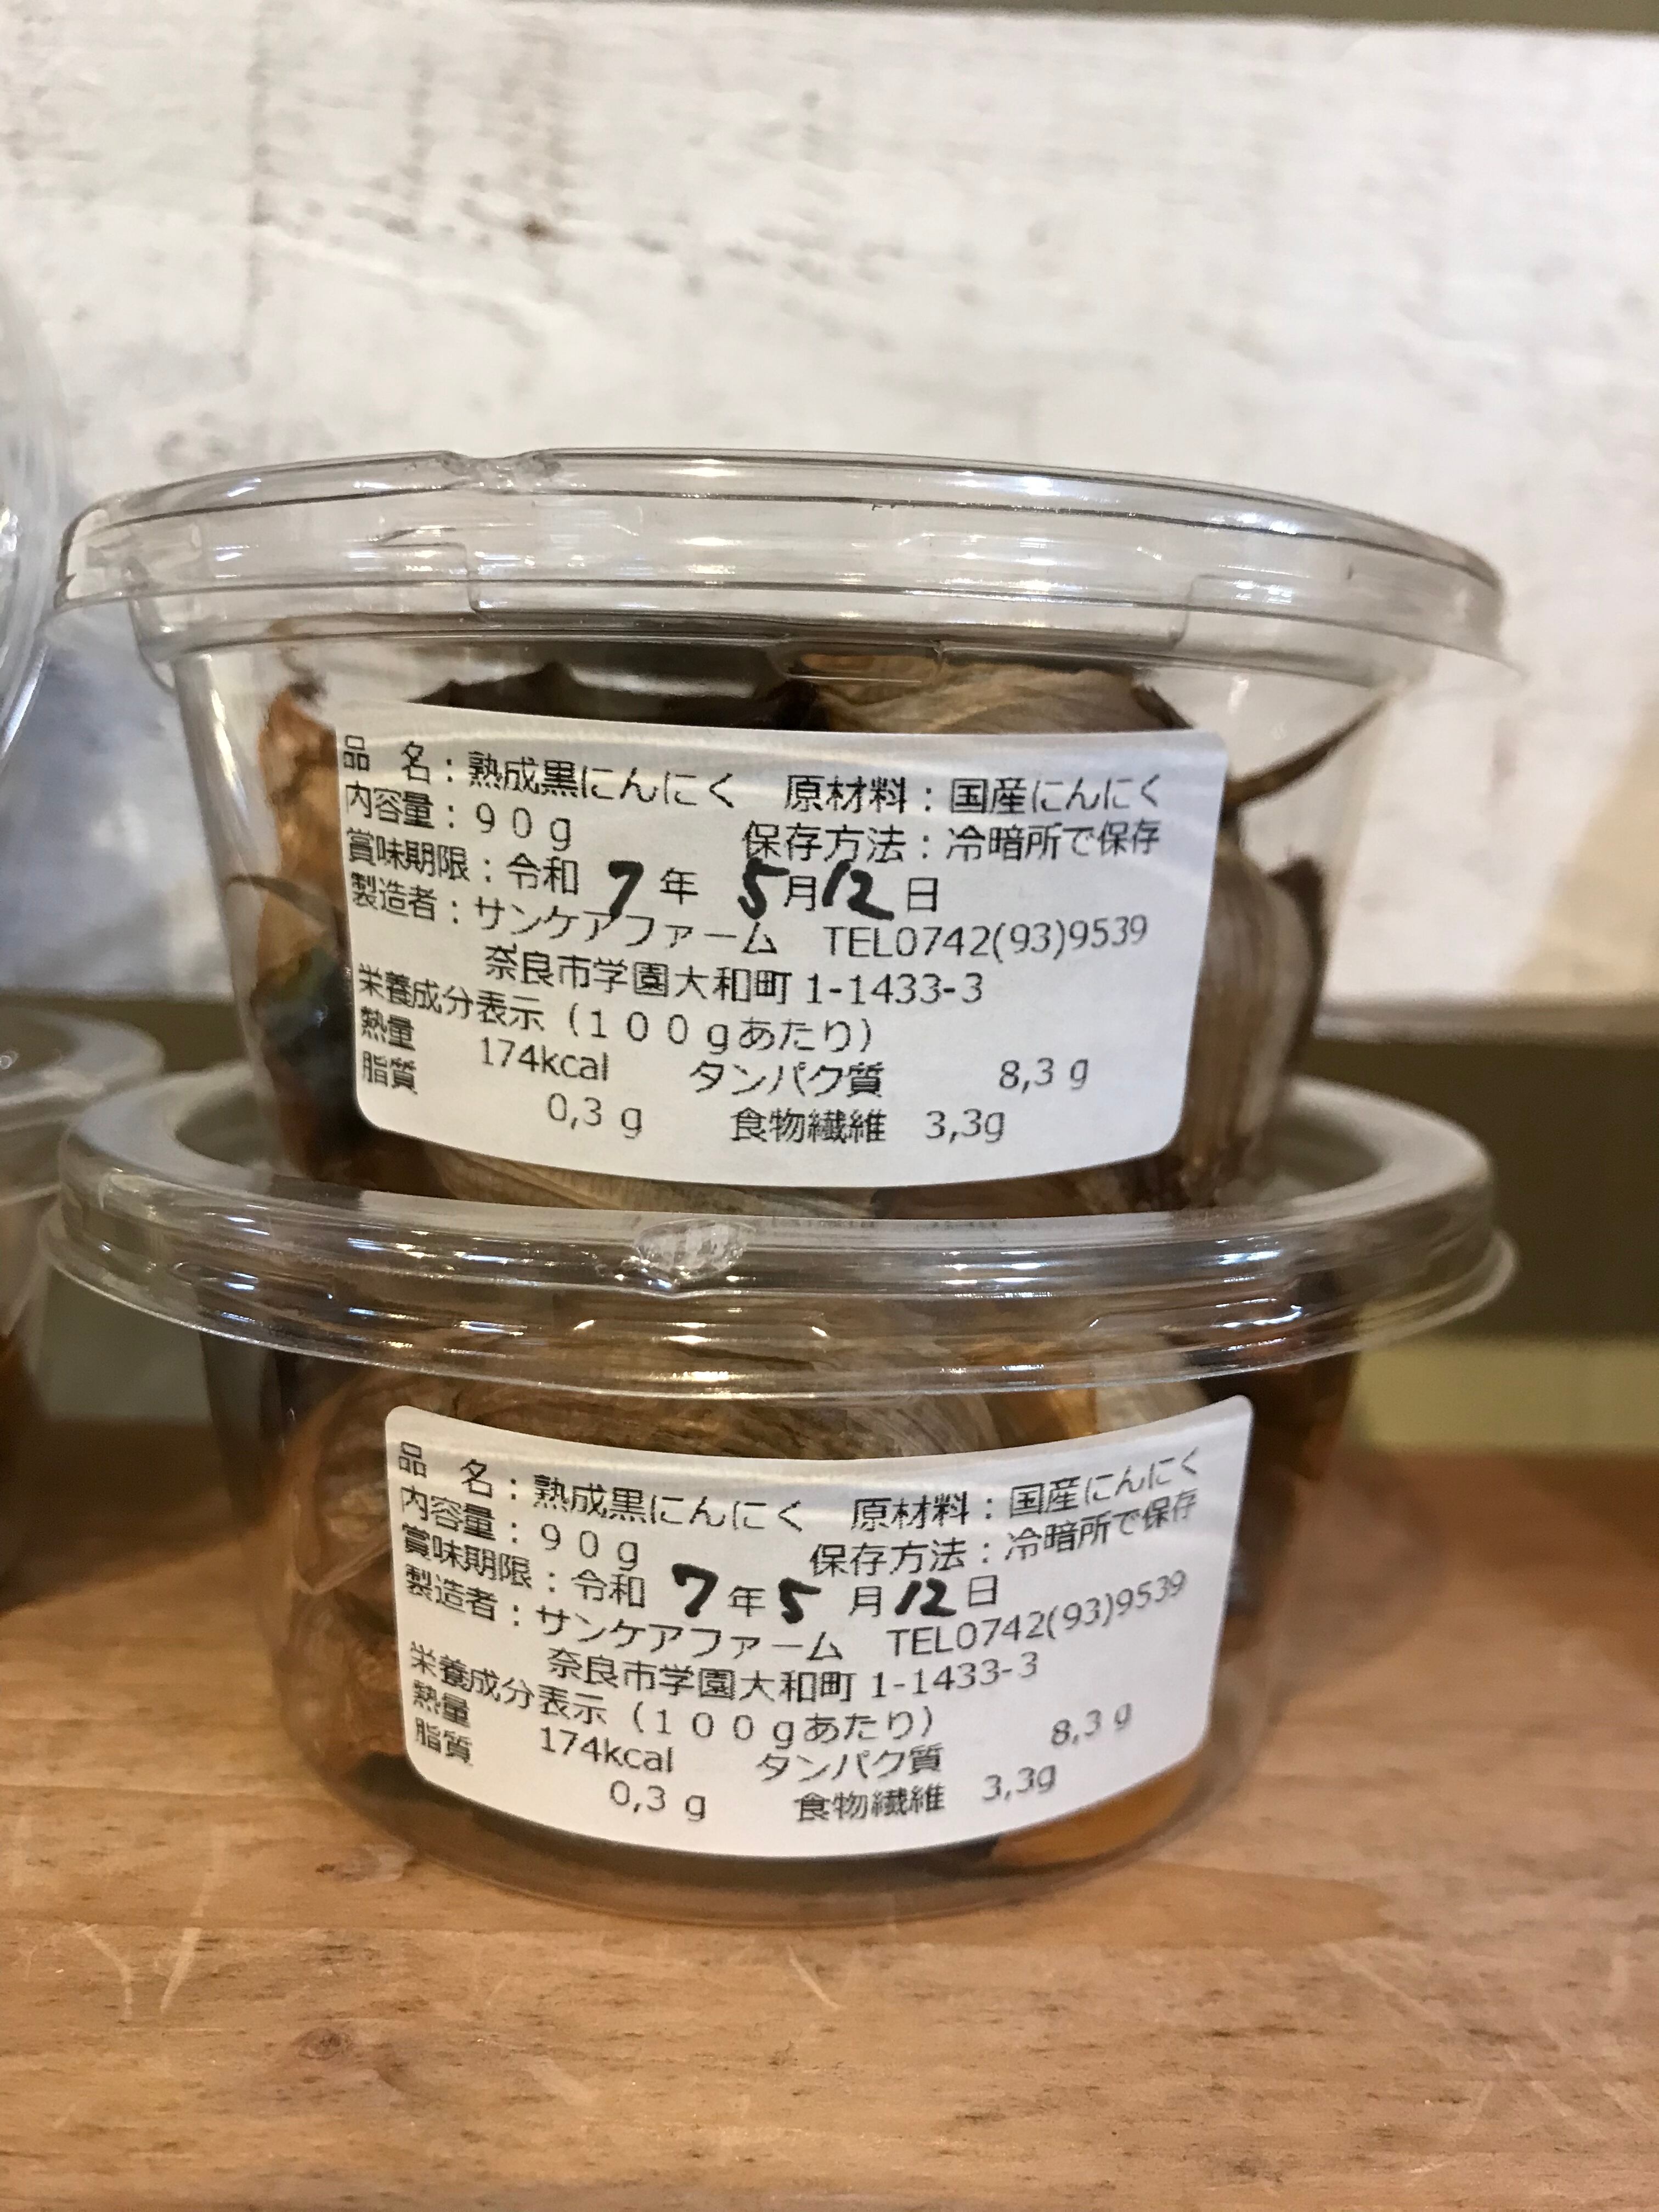 品　名：熟成黒にんにく　原材料：国産にんにく
内容量：９０ｇ　保存方法：冷暗所で保存
賞味期限：令和 7 年 5月12日
製造者：サンケアファーム　TEL0742(93)9539
奈良市学園大和町 1-1433-3
栄養成分表示（１００ｇあたり）
熱量　174kcal　タンパク質　8,3ｇ
脂質　0,3ｇ　食物繊維　3,3g
品　名：熟成黒にんにく　原材料：国産にんにく
内容量：９０ｇ　保存方法：冷暗所で保存
賞味期限：令和 7 年5 月12日
製造者：サンケアファーム　TEL0742(93)9539
奈良市学園大和町 1-1433-3
栄養成分表示（１００ｇあたり）
熱量　174kcal　タンパク質　8,3ｇ
脂質　0,3ｇ　食物繊維　3,3g